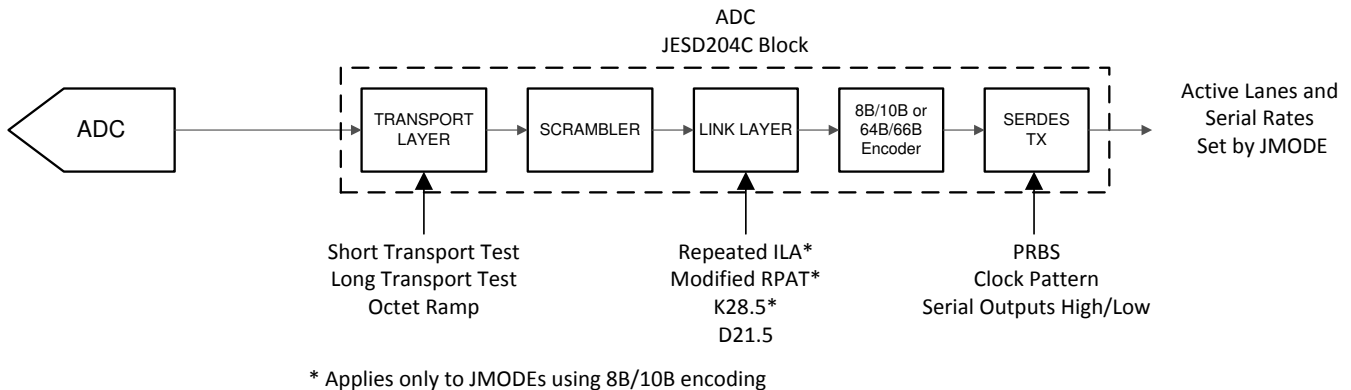 ADC
JESD204C Block
ADC
TRANSPORT
LAYER
SCRAMBLER
LINK LAYER
8B/10B or
64B/66B
Encoder
SERDES
TX
Active Lanes and
Serial Rates
Set by JMODE
Short Transport Test
Long Transport Test
Octet Ramp
Repeated ILA*
Modified RPAT*
K28.5*
D21.5
PRBS
Clock Pattern
Serial Outputs High/Low
* Applies only to JMODEs using 8B/10B encoding